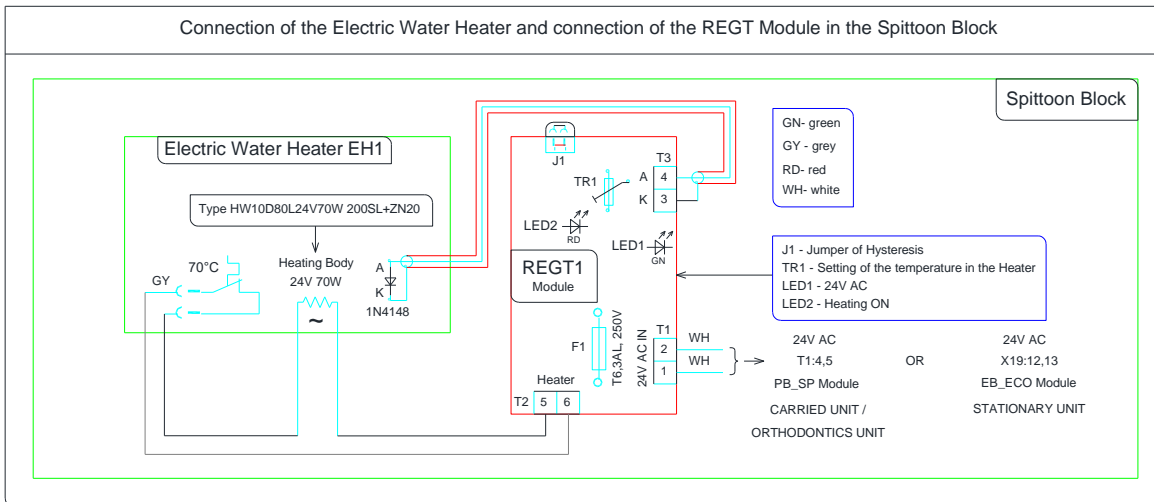 Connection of the Electric Water Heater and connection of the REGT Module in the Spittoon Block
Spittoon Block
Electric Water Heater EH1
Type HW10D80L24V70W 200SL+ZN20
GY
70°C
Heating Body
24V 70W
~
A
K
1N4148
J1
TR1
LED2
RD
LED1
GN
REGT1
Module
T3
A 4
K 3
F1
T6,3AL, 250V
24V AC IN
T1
2 WH
1 WH
Heater
T2 5 6
GN- green
GY - grey
RD- red
WH- white
J1 - Jumper of Hysteresis
TR1 - Setting of the temperature in the Heater
LED1 - 24V AC
LED2 - Heating ON
24V AC
T1:4,5
PB_SP Module
CARRIED UNIT /
ORTHODONTICS UNIT
OR
24V AC
X19:12,13
EB_ECO Module
STATIONARY UNIT